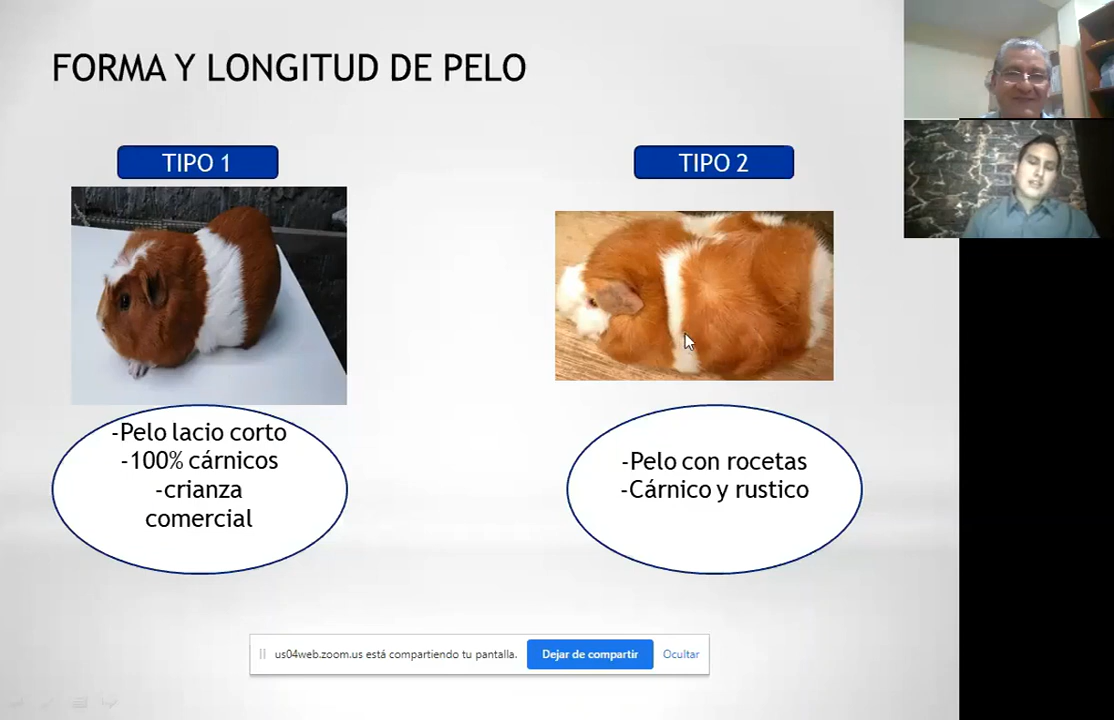 FORMA Y LONGITUD DE PELO
TIPO 1
TIPO 2
-Pelo lacio corto
-100% cárnicos
-crianza
comercial
-Pelo con rocetas
-Cárnico y rustico
us04web.zoom.us está compartiendo tu pantalla.
Dejar de compartir
Ocultar